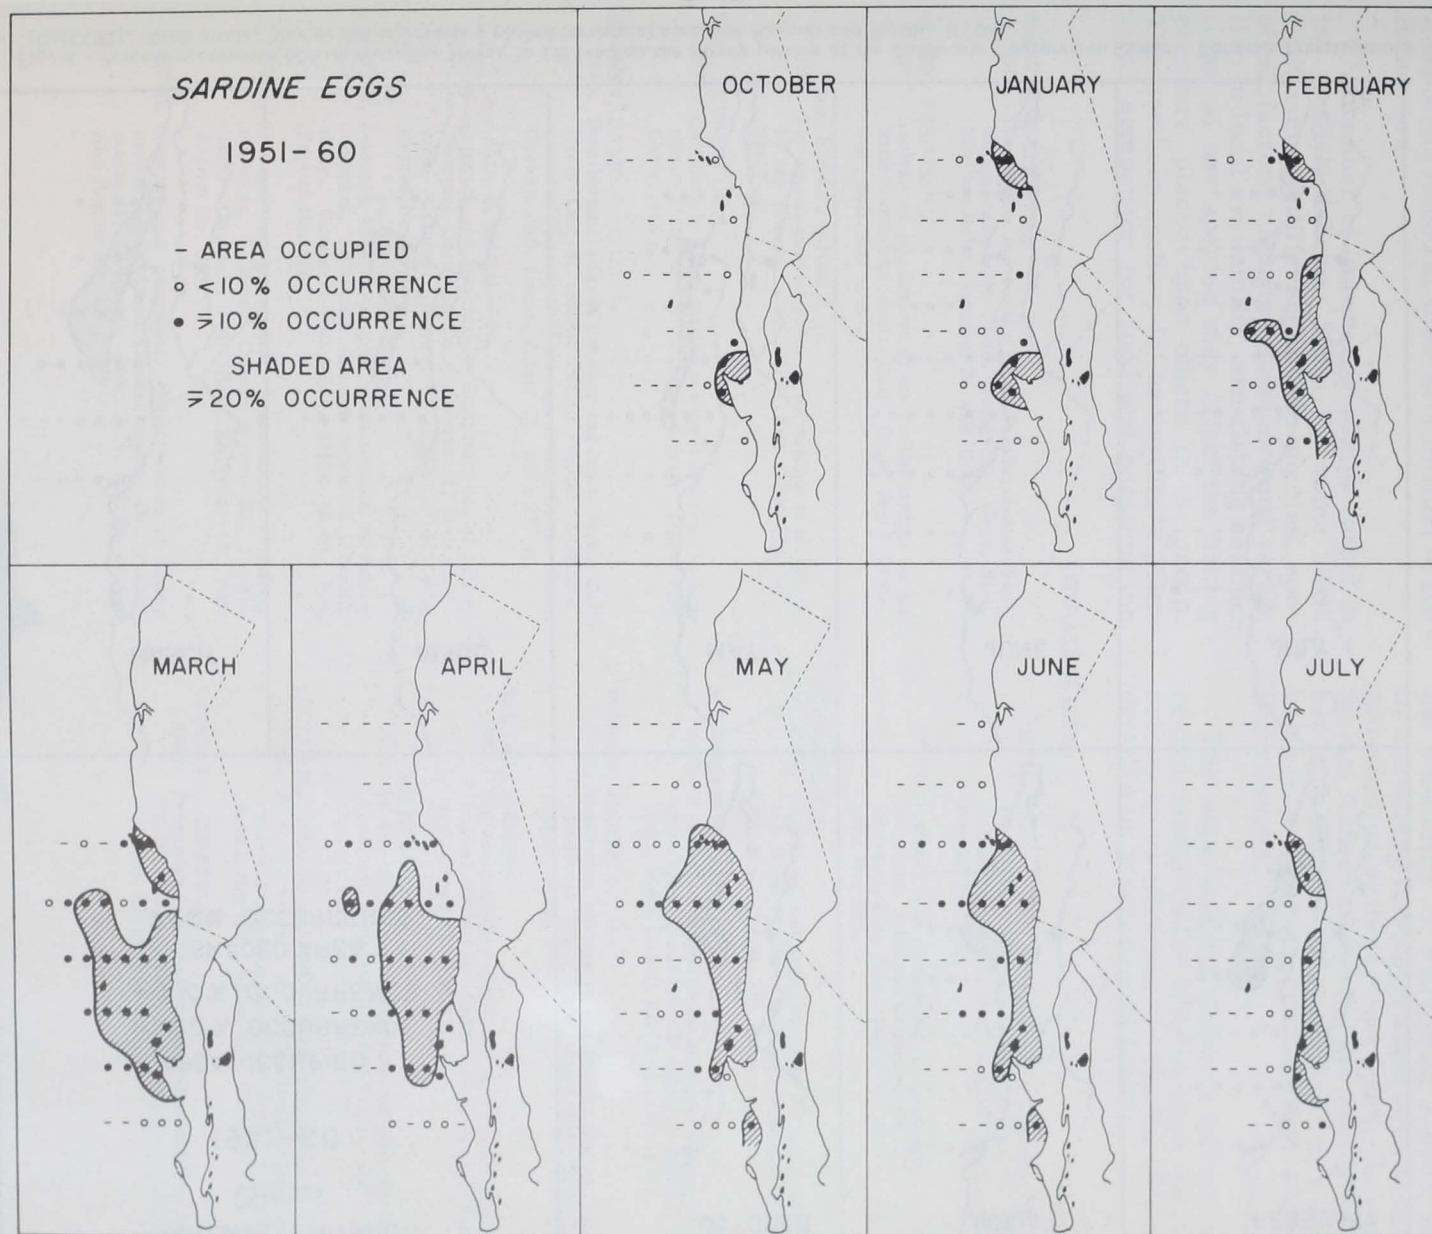 SARDINE EGGS
1951-60
- AREA OCCUPIED
○ <10% OCCURRENCE
● ⋝10% OCCURRENCE
SHADED AREA
⋝20% OCCURRENCE
OCTOBER
JANUARY
FEBRUARY
MARCH
APRIL
MAY
JUNE
JULY